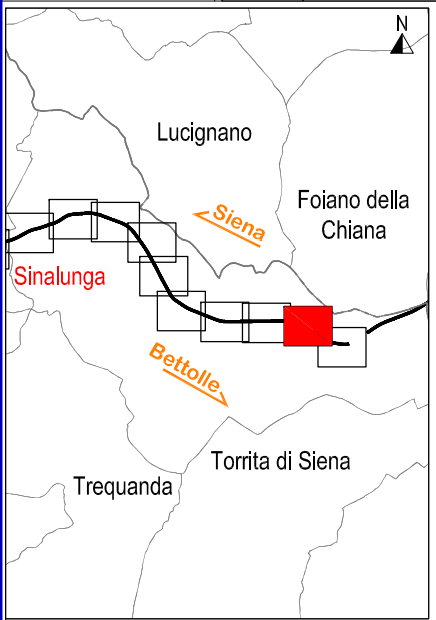 N
Lucignano
Siena
Foiano della
Chiana
Sinalunga
Bettolle
Torrita di Siena
Trequanda